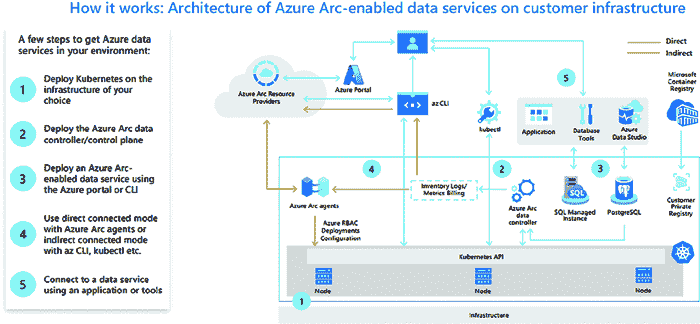 How it works: Architecture of Azure Arc-enabled data services on customer infrastructure
A few steps to get Azure data
services in your environment:
1
Deploy Kubernetes on the
infrastructure of your
choice
2
Deploy the Azure Arc data
controller/control plane
3
Deploy an Azure Arc-
enabled data service using
the Azure portal or CLI
4
Use direct connected mode
with Azure Arc agents or
indirect connected mode
with az CLI, kubectl etc.
5
Connect to a data service
using an application or tools
Direct
Indirect
Azure Arc Resource
Providers
Azure Portal
az CLI
kubectl
5
Application
Database
Tools
Azure
Data Studio
Microsoft
Container
Registry
4
2
3
Azure Arc agents
Inventory Logs/
Metrics Billing
Azure Arc
data
controller
SQL
SQL Managed
Instance
PostgreSQL
Customer
Private
Registry
Azure RBAC
Deployments
Configuration
Kubernetes API
Node
Node
Node
1
Infrastructure